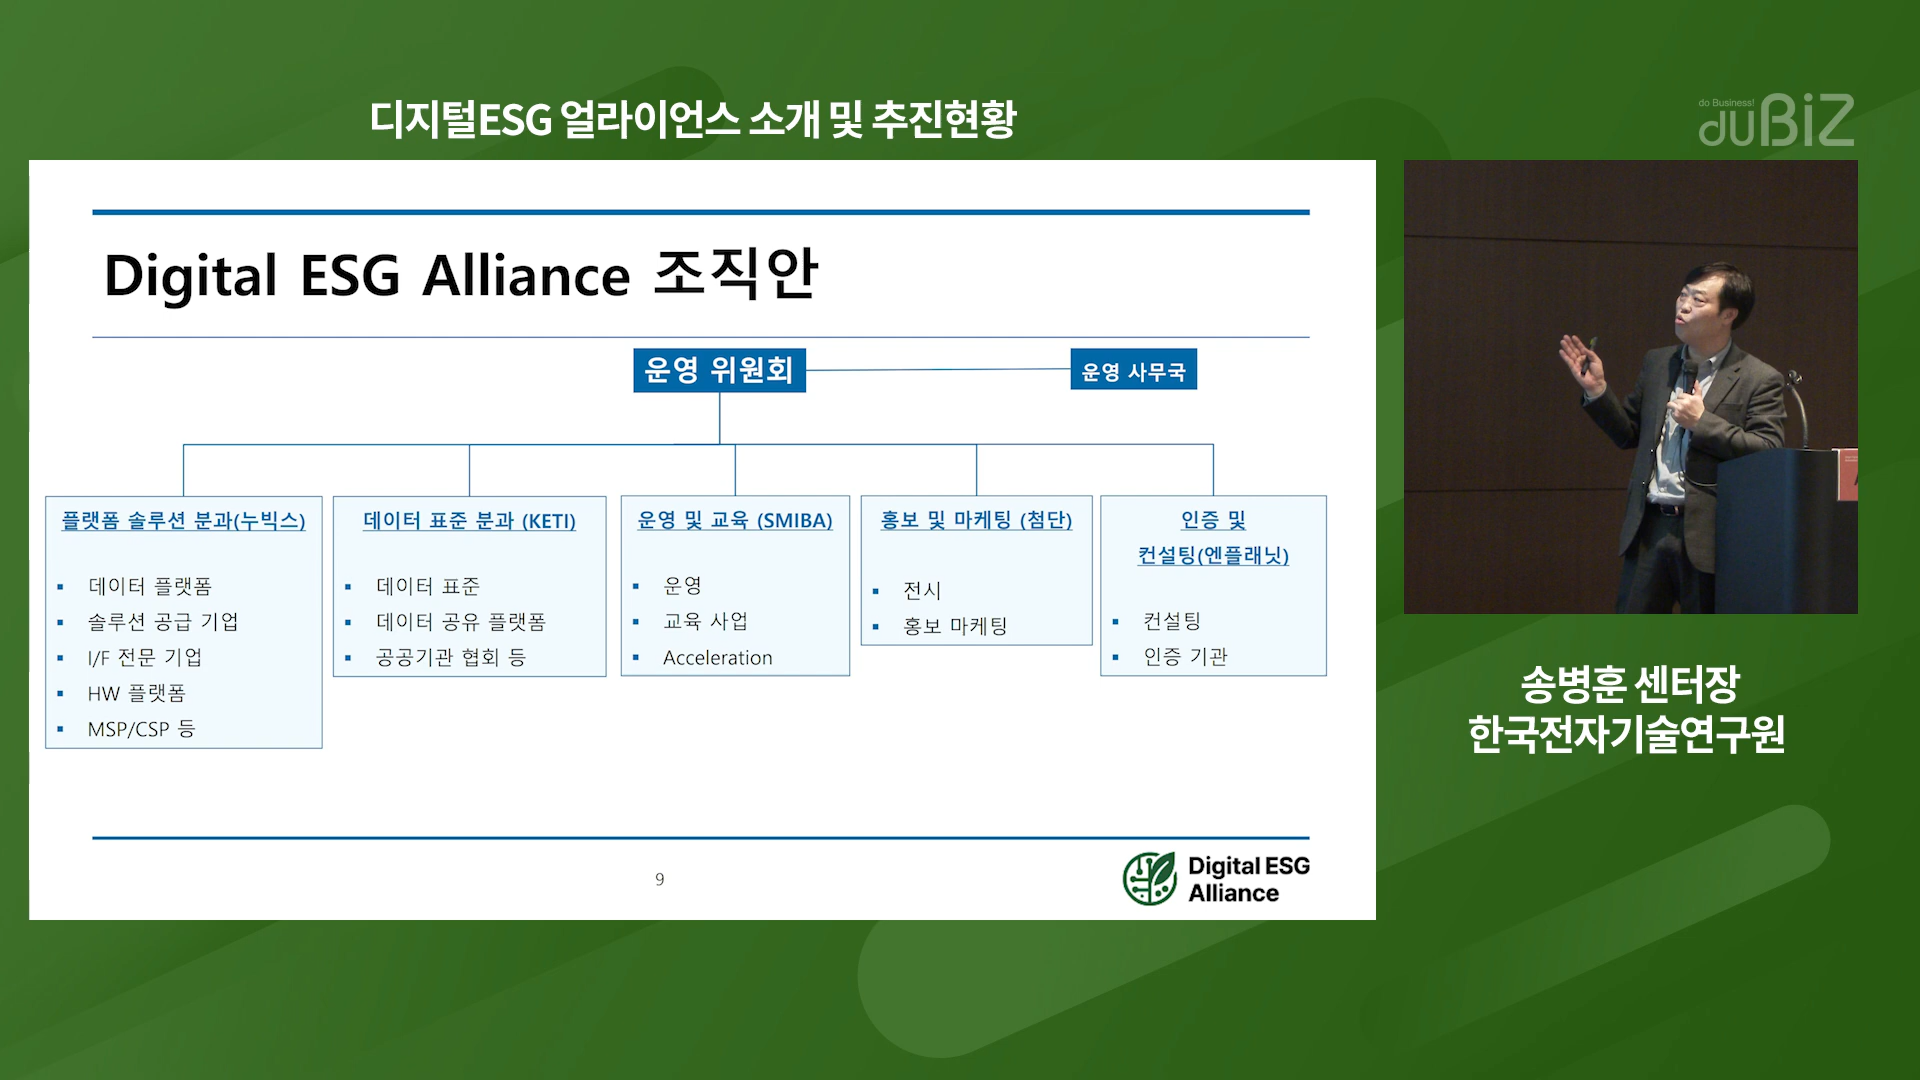 디지털ESG 얼라이언스 소개 및 추진현황
do Business!
duBiZ
Digital ESG Alliance 조직안
운영 위원회
운영 사무국
플랫폼 솔루션 분과(누빅스)
▪ 데이터 플랫폼
▪ 솔루션 공급 기업
▪ I/F 전문 기업
▪ HW 플랫폼
▪ MSP/CSP 등
데이터 표준 분과 (KETI)
▪ 데이터 표준
▪ 데이터 공유 플랫폼
▪ 공공기관 협회 등
운영 및 교육 (SMIBA)
▪ 운영
▪ 교육 사업
▪ Acceleration
홍보 및 마케팅 (첨단)
▪ 전시
▪ 홍보 마케팅
인증 및
컨설팅(엔플래닛)
▪ 컨설팅
▪ 인증 기관
9
Digital ESG
Alliance
송병훈 센터장
한국전자기술연구원